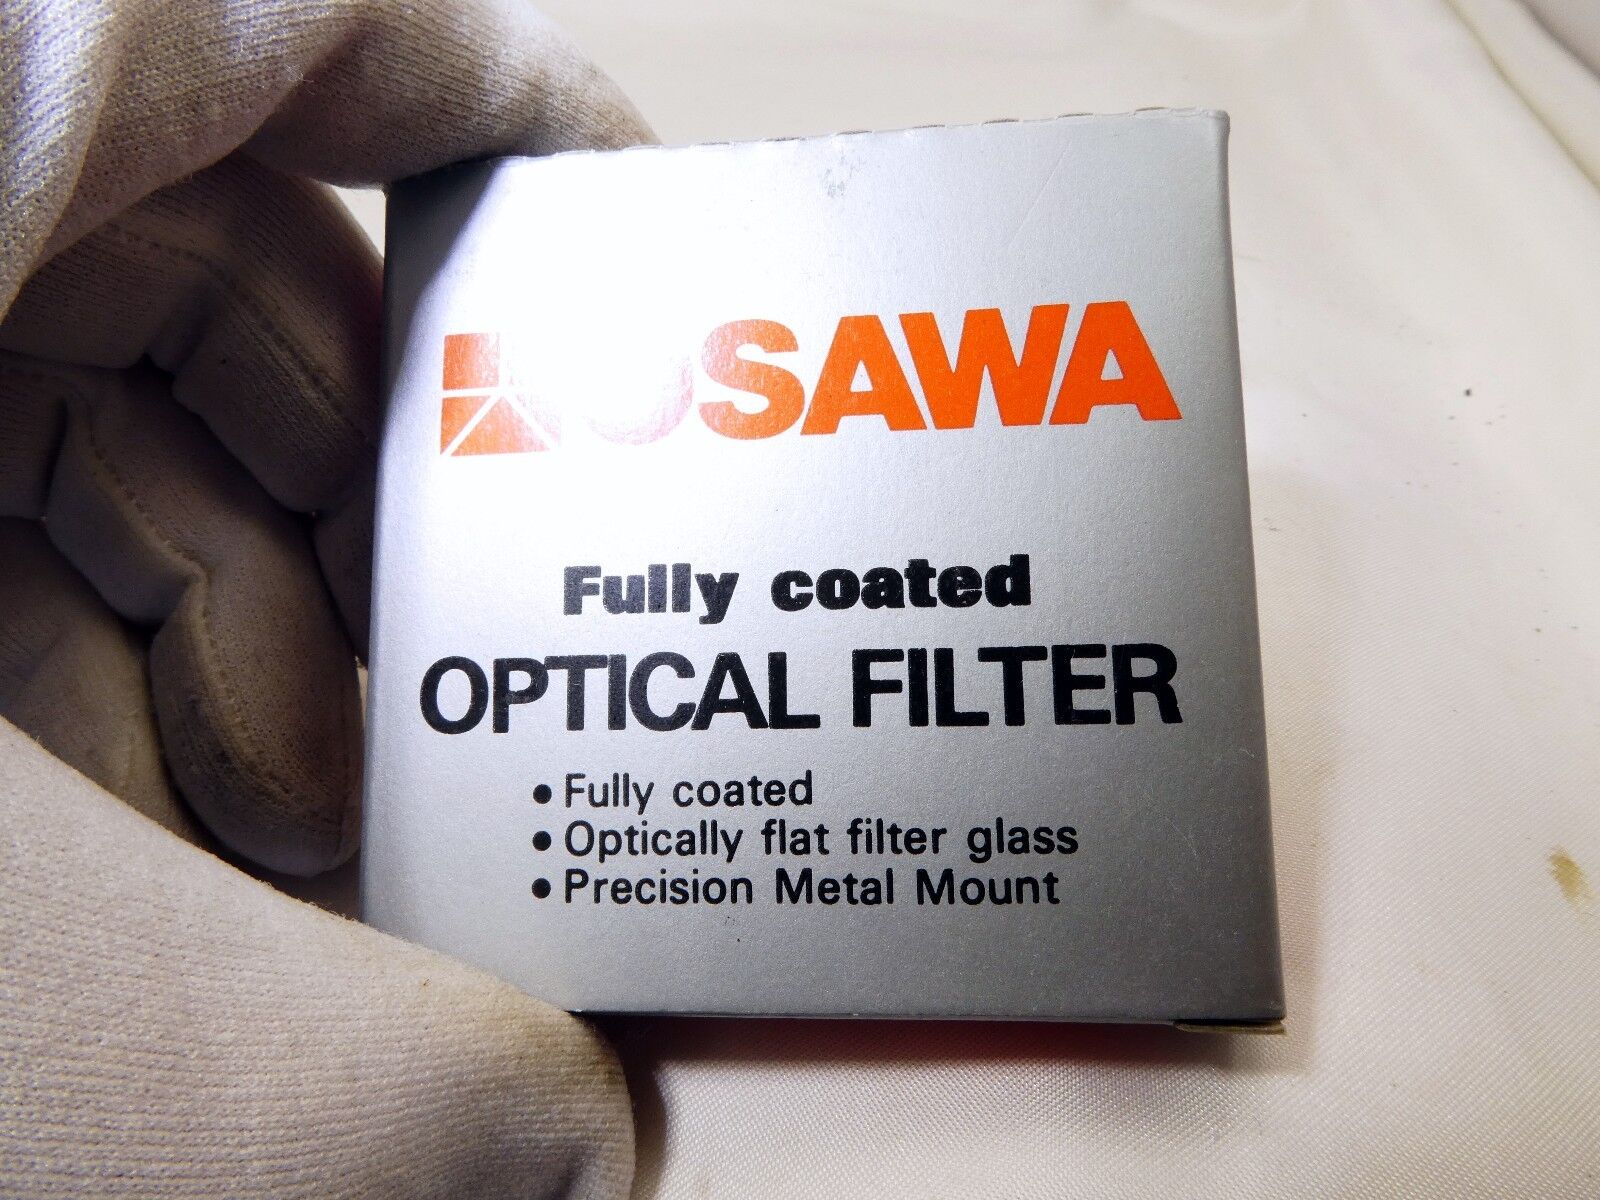 OSAWA
Fully coated
OPTICAL FILTER
• Fully coated
• Optically flat filter glass
• Precision Metal Mount